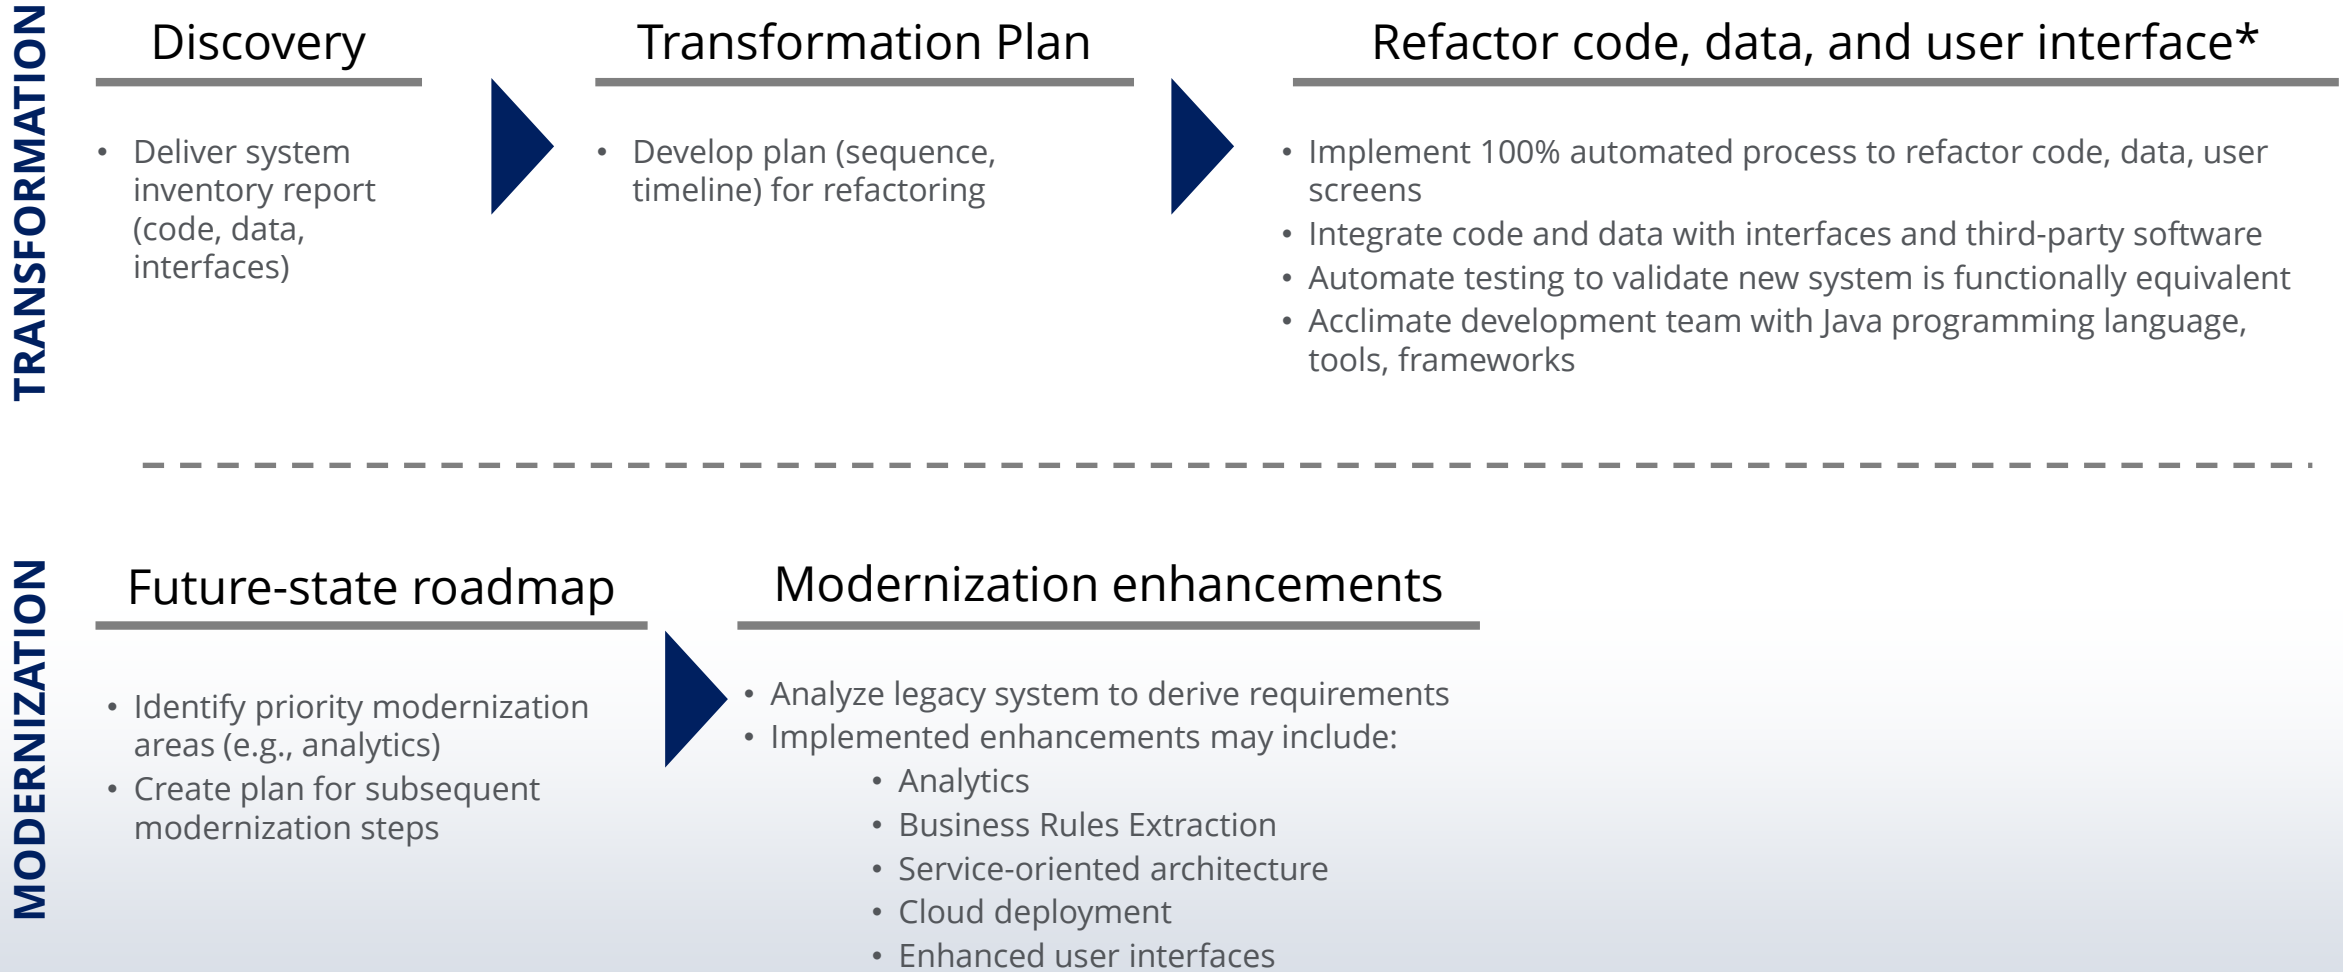 TRANSFORMATION
Discovery
• Deliver system
inventory report
(code, data,
interfaces)
Transformation Plan
• Develop plan (sequence,
timeline) for refactoring
Refactor code, data, and user interface*
• Implement 100% automated process to refactor code, data, user
screens
• Integrate code and data with interfaces and third-party software
• Automate testing to validate new system is functionally equivalent
• Acclimate development team with Java programming language,
tools, frameworks
MODERNIZATION
Future-state roadmap
• Identify priority modernization
areas (e.g., analytics)
• Create plan for subsequent
modernization steps
Modernization enhancements
• Analyze legacy system to derive requirements
• Implemented enhancements may include:
• Analytics
• Business Rules Extraction
• Service-oriented architecture
• Cloud deployment
• Enhanced user interfaces